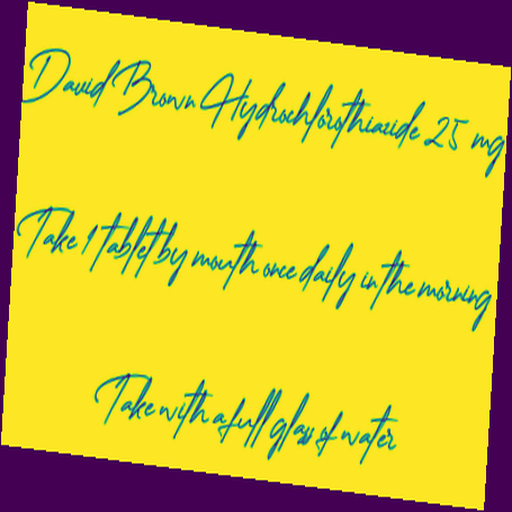 David Brown Hydrochlorothiazide 25 mg
Take 1 tablet by mouth once daily in the morning
Take with a full glass of water